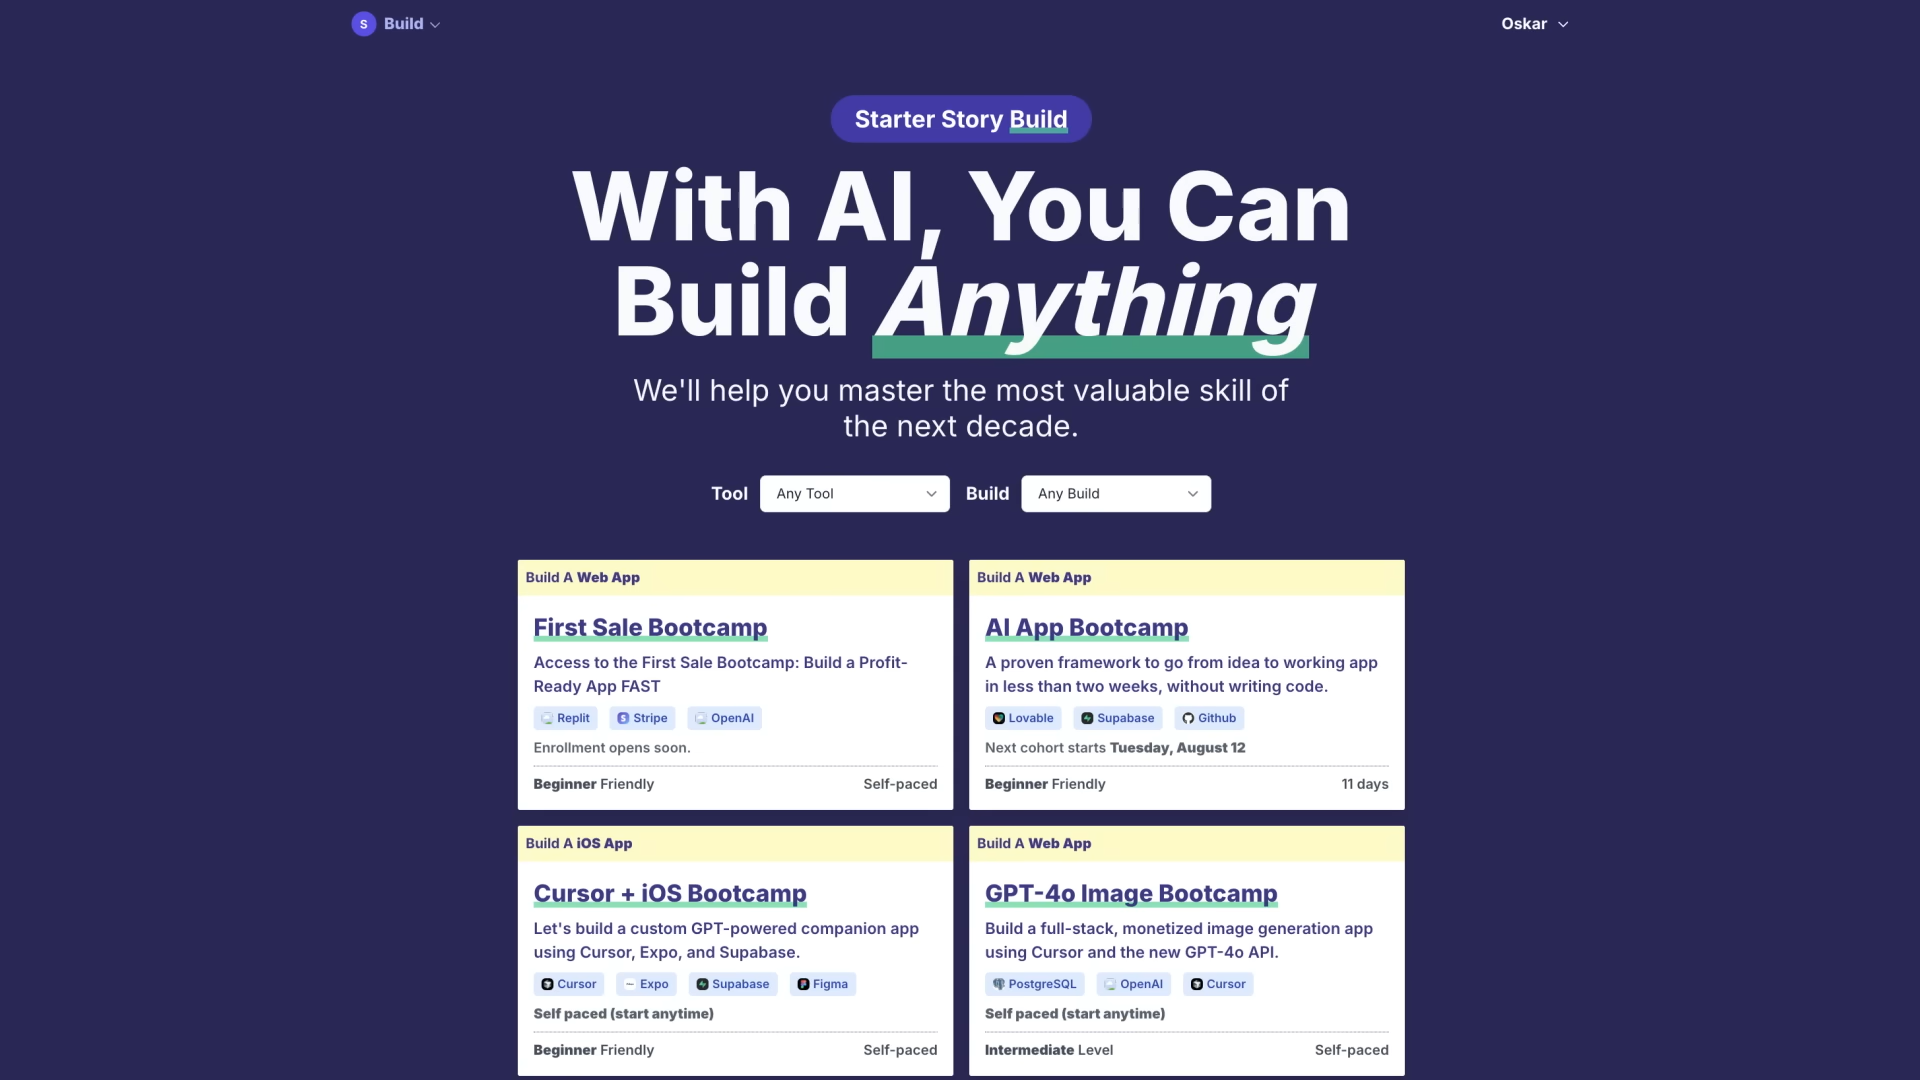 S Build
Oskar
Starter Story Build
With AI, You Can
Build Anything
We'll help you master the most valuable skill of
the next decade.
Tool Any Tool Build Any Build
Build A Web App
First Sale Bootcamp
Access to the First Sale Bootcamp: Build a Profit-
Ready App FAST
Replit Stripe OpenAI
Enrollment opens soon.
Beginner Friendly Self-paced
Build A Web App
AI App Bootcamp
A proven framework to go from idea to working app
in less than two weeks, without writing code.
Lovable Supabase Github
Next cohort starts Tuesday, August 12
Beginner Friendly 11 days
Build A iOS App
Cursor + iOS Bootcamp
Let's build a custom GPT-powered companion app
using Cursor, Expo, and Supabase.
Cursor Expo Supabase Figma
Self paced (start anytime)
Beginner Friendly Self-paced
Build A Web App
GPT-4o Image Bootcamp
Build a full-stack, monetized image generation app
using Cursor and the new GPT-4o API.
PostgreSQL OpenAI Cursor
Self paced (start anytime)
Intermediate Level Self-paced